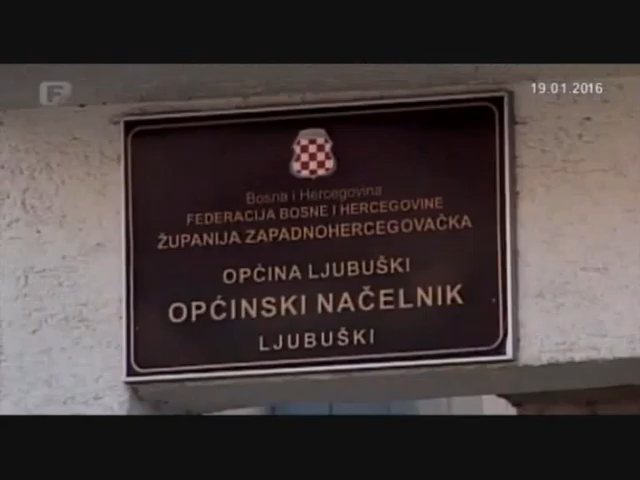 F
19.01.2016
Bosna i Hercegovina
FEDERACIJA BOSNE I HERCEGOVINE
ŽUPANIJA ZAPADNOHERCEGOVAČKA
OPĆINA LJUBUŠKI
OPĆINSKI NAČELNIK
LJUBUŠKI